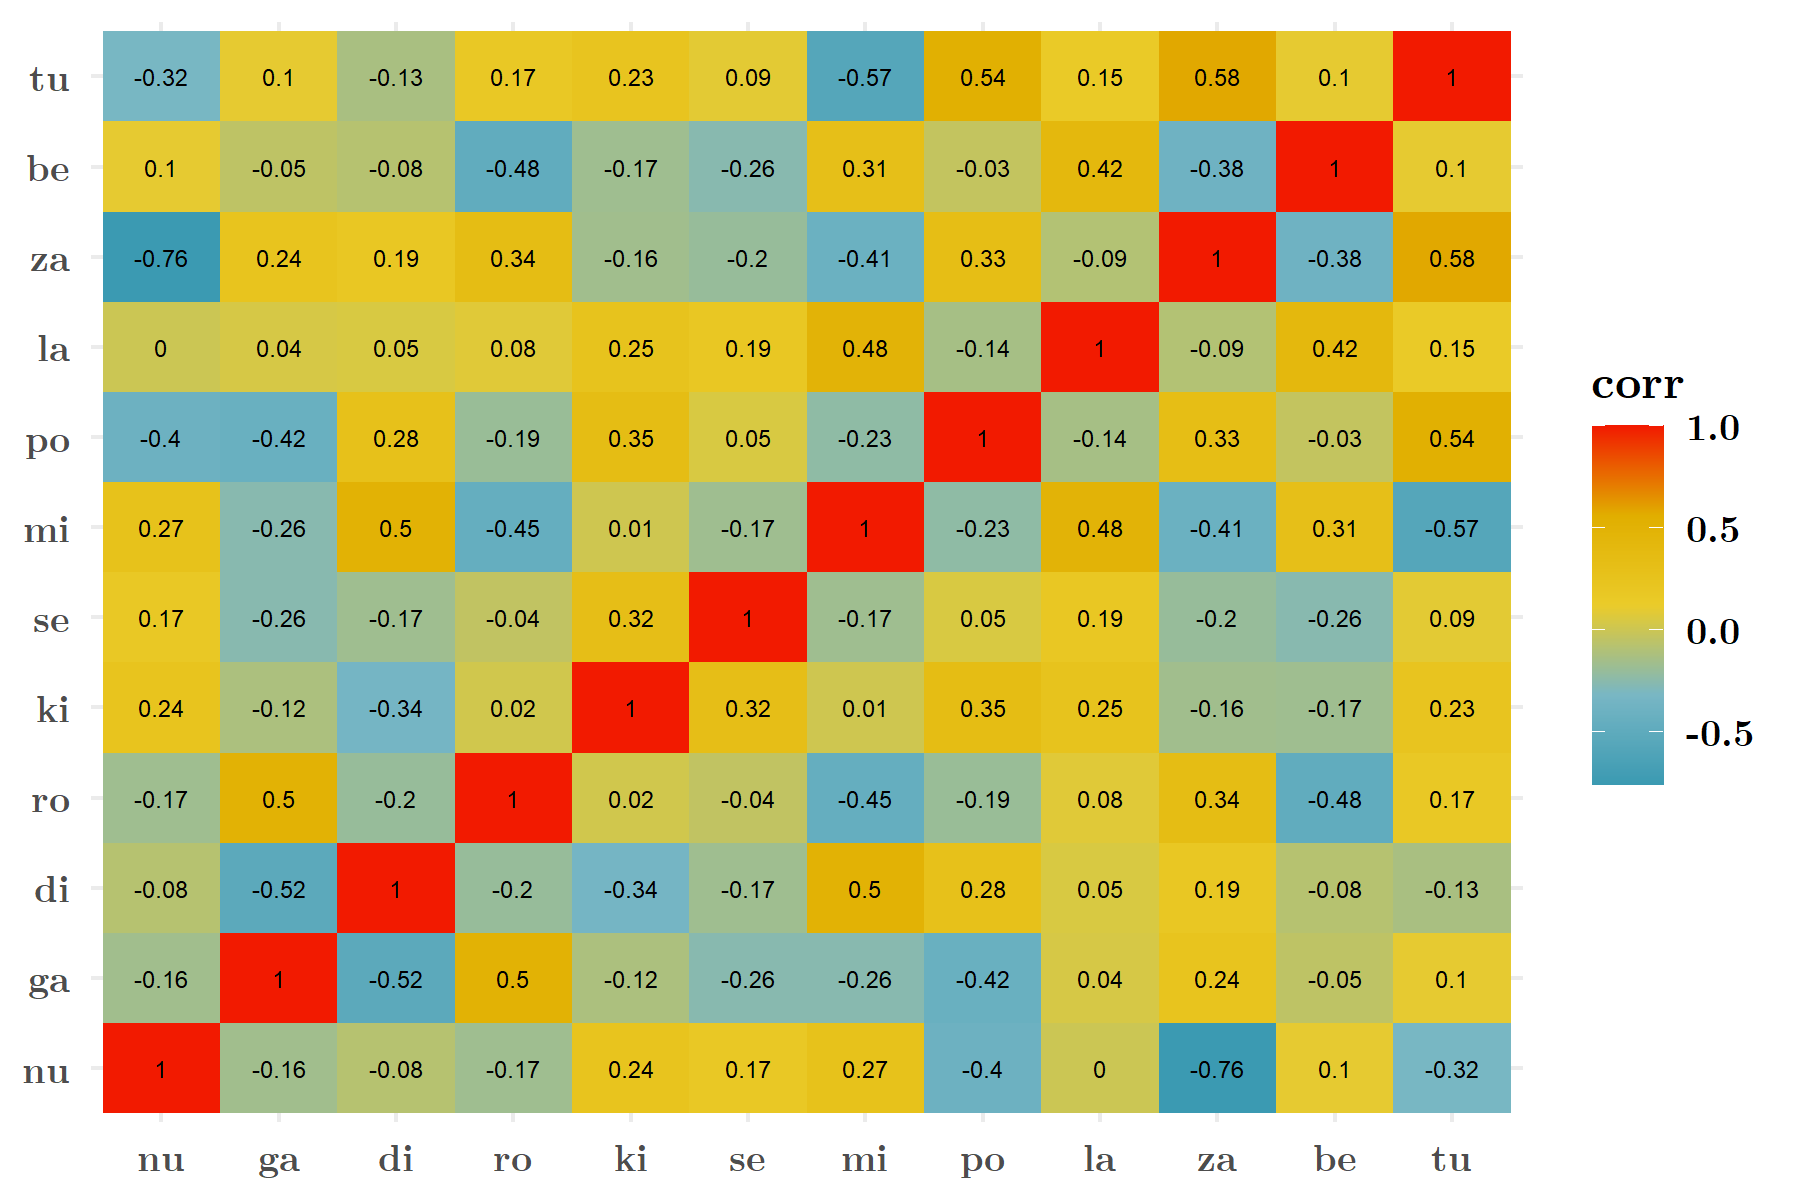 tu -0.32 0.1 -0.13 0.17 0.23 0.09 -0.57 0.54 0.15 0.58 0.1 1
be 0.1 -0.05 -0.08 -0.48 -0.17 -0.26 0.31 -0.03 0.42 -0.38 1 0.1
za -0.76 0.24 0.19 0.34 -0.16 -0.2 -0.41 0.33 -0.09 1 -0.38 0.58
la 0 0.04 0.05 0.08 0.25 0.19 0.48 -0.14 1 -0.09 0.42 0.15
po -0.4 -0.42 0.28 -0.19 0.35 0.05 -0.23 1 -0.14 0.33 -0.03 0.54
mi 0.27 -0.26 0.5 -0.45 0.01 -0.17 1 -0.23 0.48 -0.41 0.31 -0.57
se 0.17 -0.26 -0.17 -0.04 0.32 1 -0.17 0.05 0.19 -0.2 -0.26 0.09
ki 0.24 -0.12 -0.34 0.02 1 0.32 0.01 0.35 0.25 -0.16 -0.17 0.23
ro -0.17 0.5 -0.2 1 0.02 -0.04 -0.45 -0.19 0.08 0.34 -0.48 0.17
di -0.08 -0.52 1 -0.2 -0.34 -0.17 0.5 0.28 0.05 0.19 -0.08 -0.13
ga -0.16 1 -0.52 0.5 -0.12 -0.26 -0.26 -0.42 0.04 0.24 -0.05 0.1
nu 1 -0.16 -0.08 -0.17 0.24 0.17 0.27 -0.4 0 -0.76 0.1 -0.32
nu ga di ro ki se mi po la za be tu
corr
1.0
0.5
0.0
-0.5